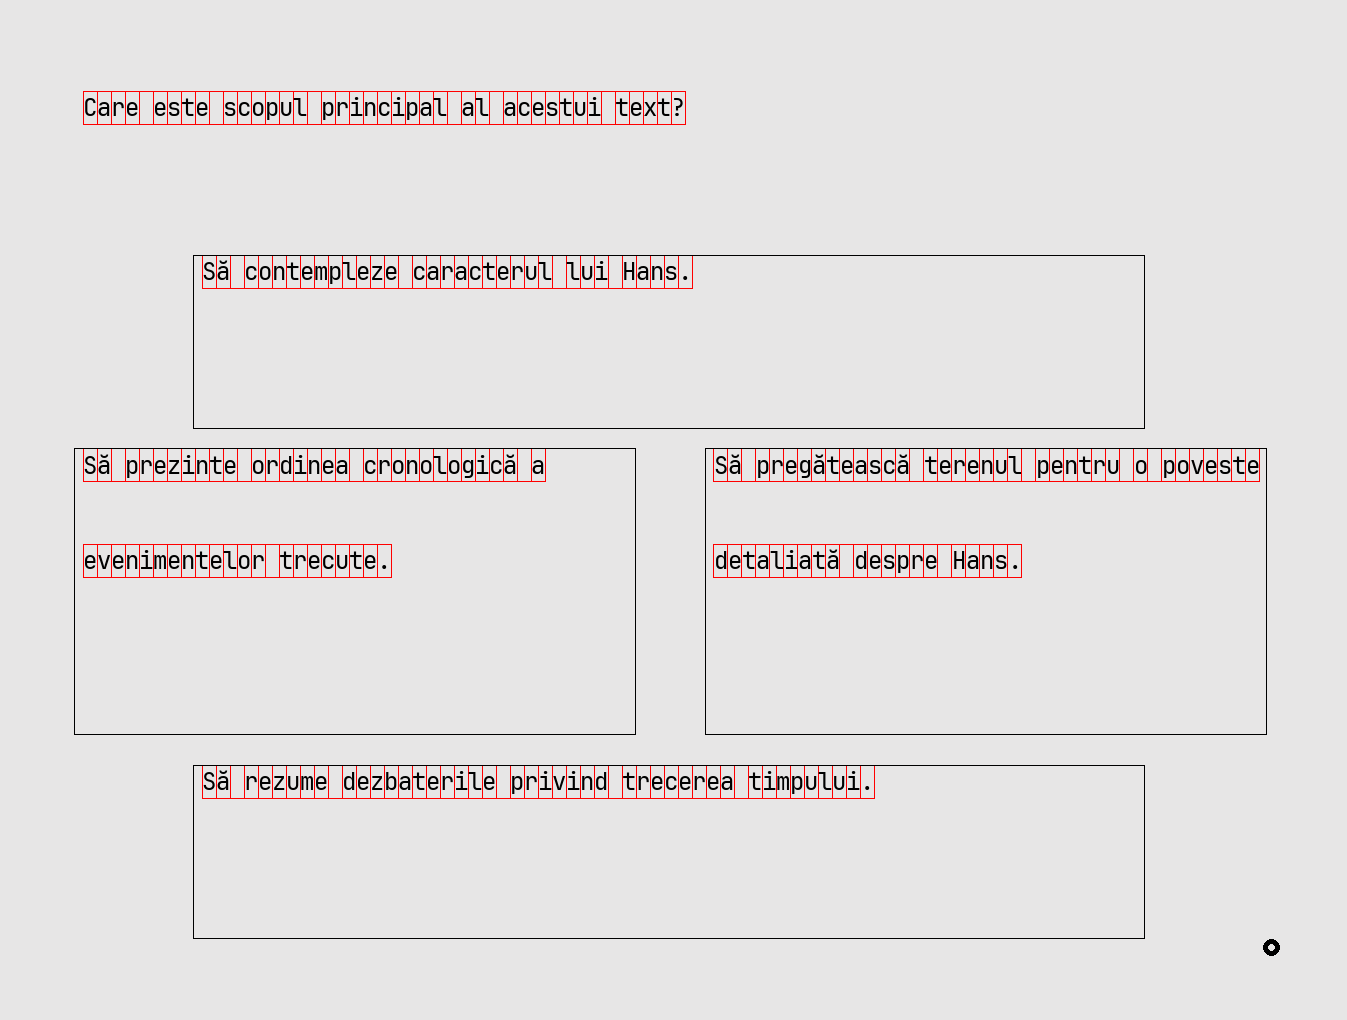 Care este scopul principal al acestui text?
Să contempleze caracterul lui Hans.
Să prezinte ordinea cronologică a
evenimentelor trecute.
Să pregătească terenul pentru o poveste
detaliată despre Hans.
Să rezume dezbaterile privind trecerea timpului.